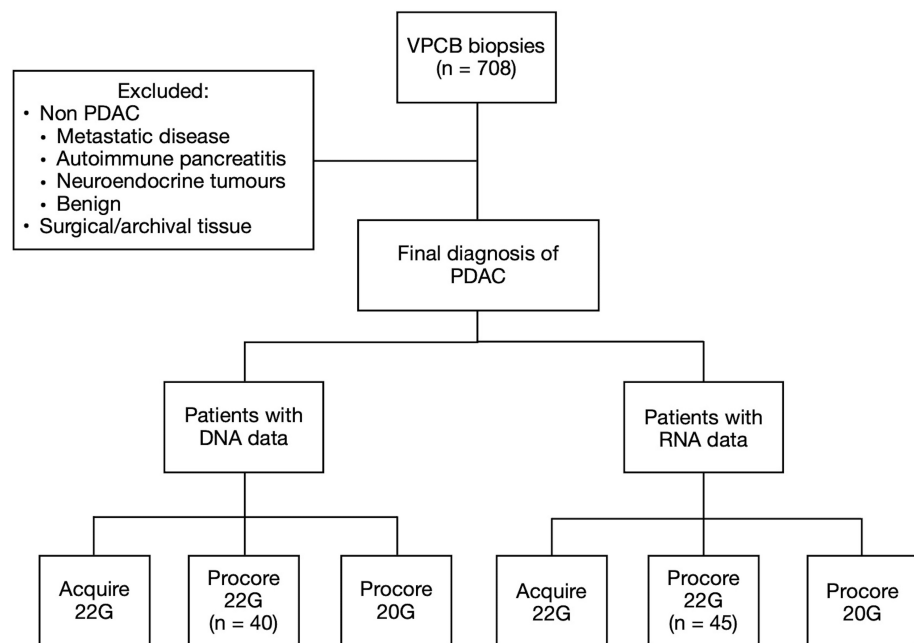 VPCB biopsies
(n = 708)
Excluded:
• Non PDAC
• Metastatic disease
• Autoimmune pancreatitis
• Neuroendocrine tumours
• Benign
• Surgical/archival tissue
Final diagnosis of
PDAC
Patients with
DNA data
Patients with
RNA data
Acquire
22G
Procore
22G
(n = 40)
Procore
20G
Acquire
22G
Procore
22G
(n = 45)
Procore
20G